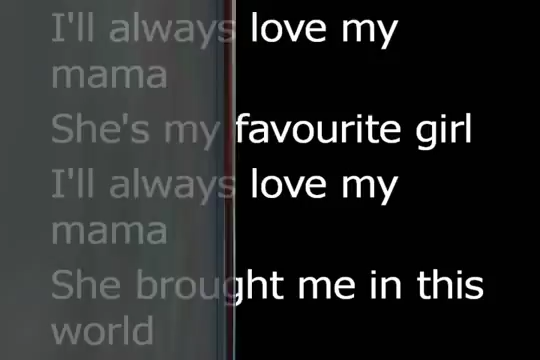 I'll always love my
mama
She's my favourite girl
I'll always love my
mama
She brought me in this
world